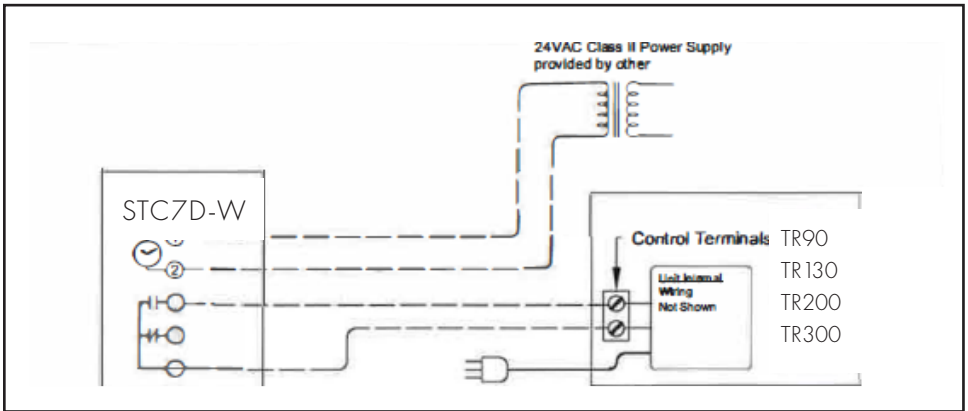 24VAC Class II Power Supply
provided by other
STC7D-W
2
Control Terminals TR90
TR130
TR200
TR300
Unit Internal
Wiring
Not Shown